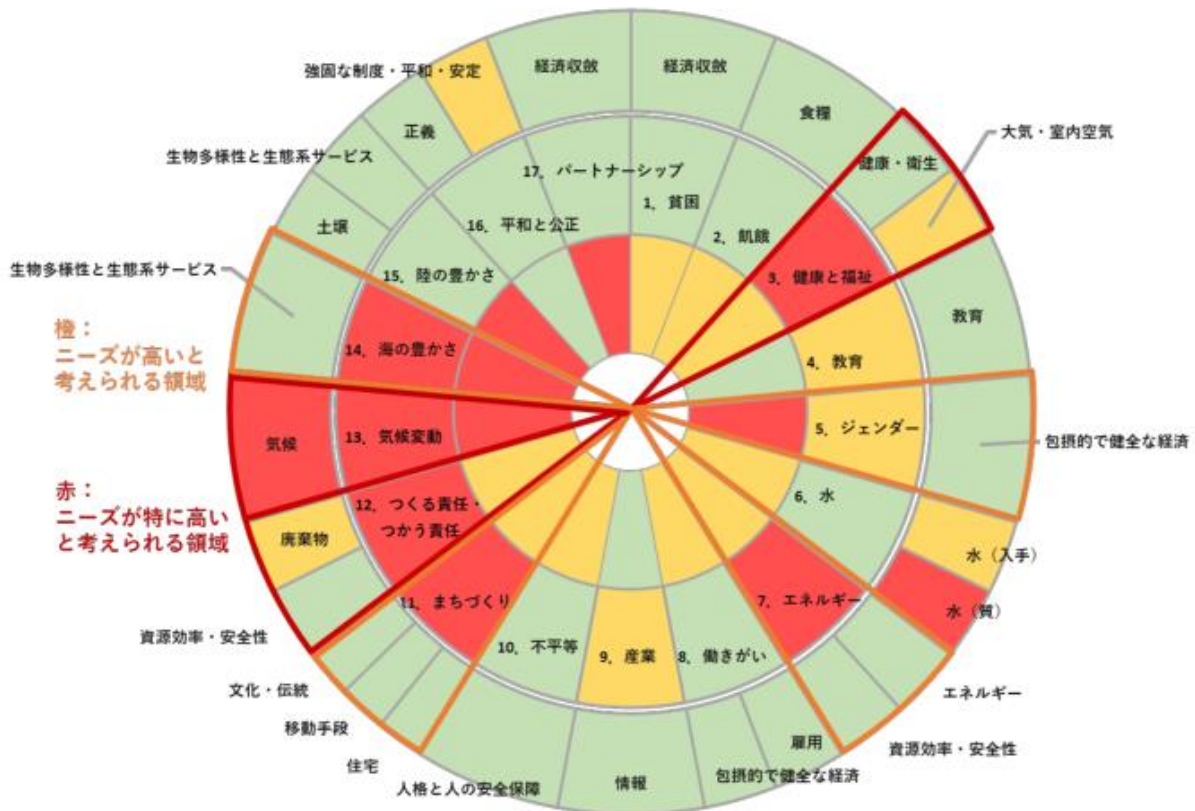 経済収斂
経済収斂
食糧
健康・衛生
大気・室内空気
教育
包摂的で健全な経済
水（入手）
水（質）
エネルギー
資源効率・安全性
雇用
包摂的で健全な経済
情報
人格と人の安全保障
住宅
移動手段
文化・伝統
資源効率・安全性
廃棄物
気候
生物多様性と生態系サービス
土壌
生物多様性と生態系サービス
正義
強固な制度・平和・安定
1，貧困
2，飢餓
3，健康と福祉
4，教育
5，ジェンダー
6，水
7，エネルギー
8，働きがい
9，産業
10，不平等
11，まちづくり
12，つくる責任・
つかう責任
13，気候変動
14，海の豊かさ
15，陸の豊かさ
16，平和と公正
17，パートナーシップ
橙：
ニーズが高いと
考えられる領域
赤：
ニーズが特に高い
と考えられる領域